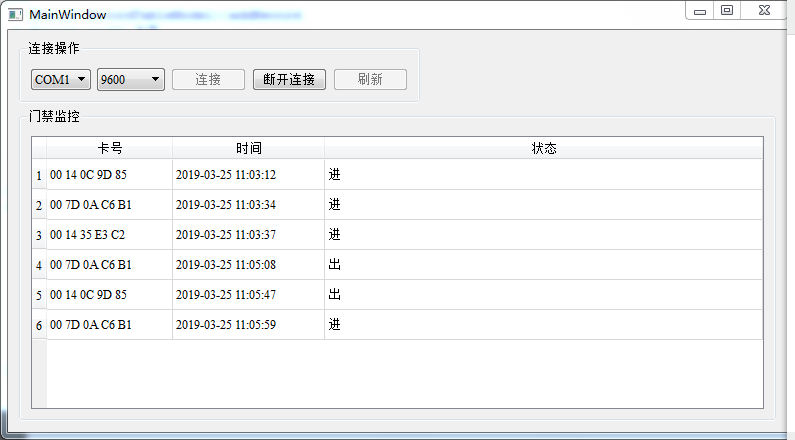 MainWindow
连接操作
COM1 9600 连接 断开连接 刷新
门禁监控
卡号 时间 状态
1 00 14 0C 9D 85 2019-03-25 11:03:12 进
2 00 7D 0A C6 B1 2019-03-25 11:03:34 进
3 00 14 35 E3 C2 2019-03-25 11:03:37 进
4 00 7D 0A C6 B1 2019-03-25 11:05:08 出
5 00 14 0C 9D 85 2019-03-25 11:05:47 出
6 00 7D 0A C6 B1 2019-03-25 11:05:59 进